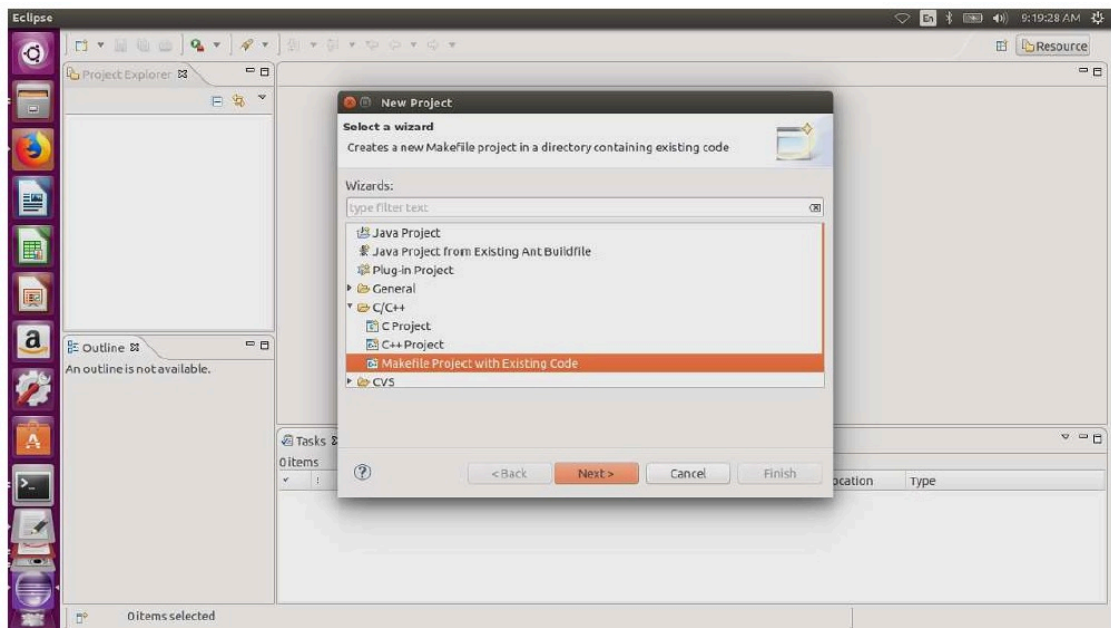 Eclipse
En
9:19:28 AM
Resource
Project Explorer
New Project
Select a wizard
Creates a new Makefile project in a directory containing existing code
Wizards:
type filter text
Java Project
Java Project from Existing Ant Buildfile
Plug-in Project
General
C/C++
C Project
C++ Project
Makefile Project with Existing Code
CVS
Outline
An outline is not available.
Tasks
0 items
? < Back Next > Cancel Finish
! ocation Type
0 items selected